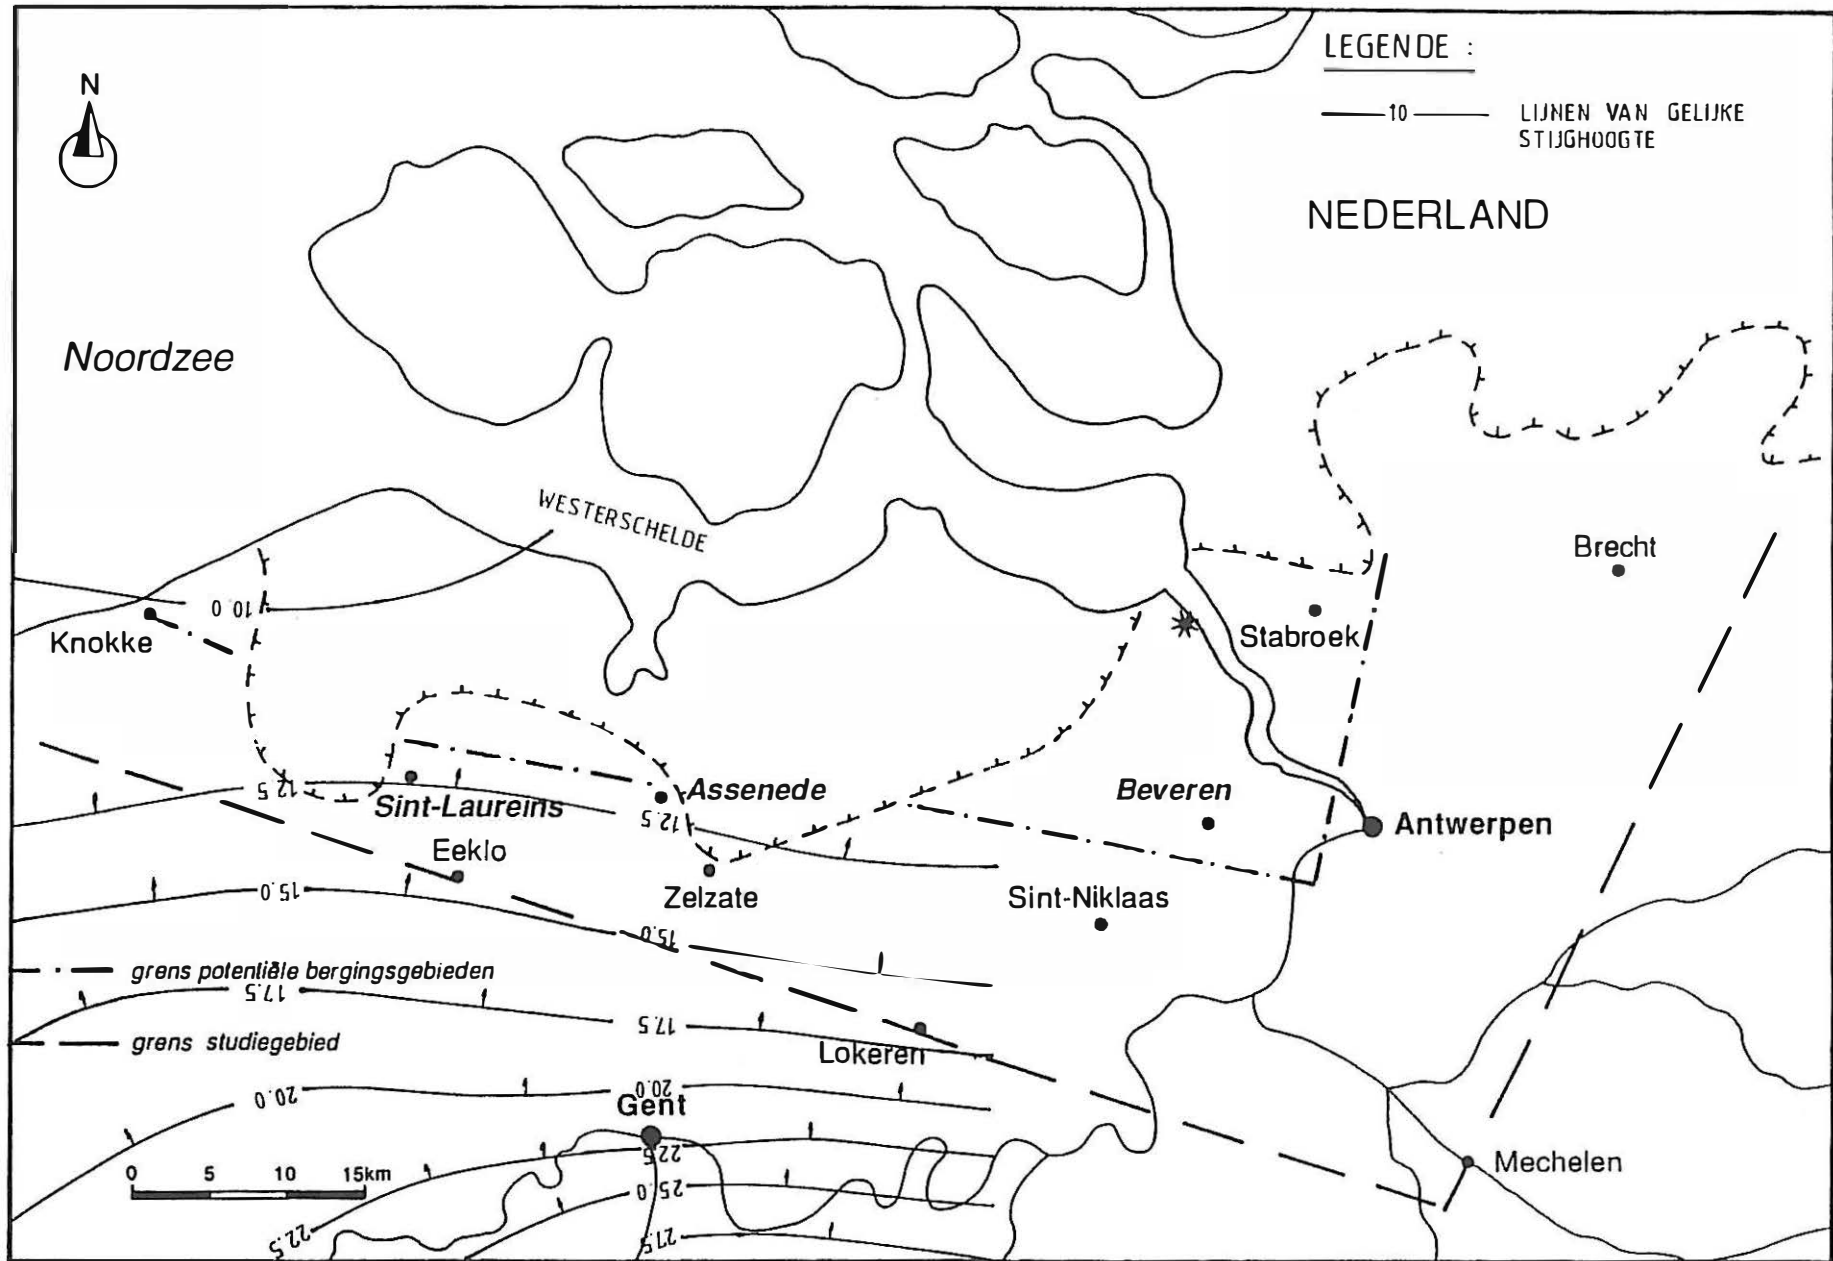 LEGENDE :
N
10
LIJNEN VAN GELIJKE
STIJGHOOGTE
NEDERLAND
Noordzee
WESTERSCHELDE
Brecht
10.0
Knokke
Stabroek
12.5
Sint-Laureins
Assenede
12.5
Beveren
Antwerpen
Eeklo
15.0
Zelzate
Sint-Niklaas
15.0
grens potentiële bergingsgebieden
17.5
17.5
grens studiegebied
Lokeren
20.0
20.0
Gent
22.5
0 5 10 15km
Mechelen
25.0
22.5
27.5